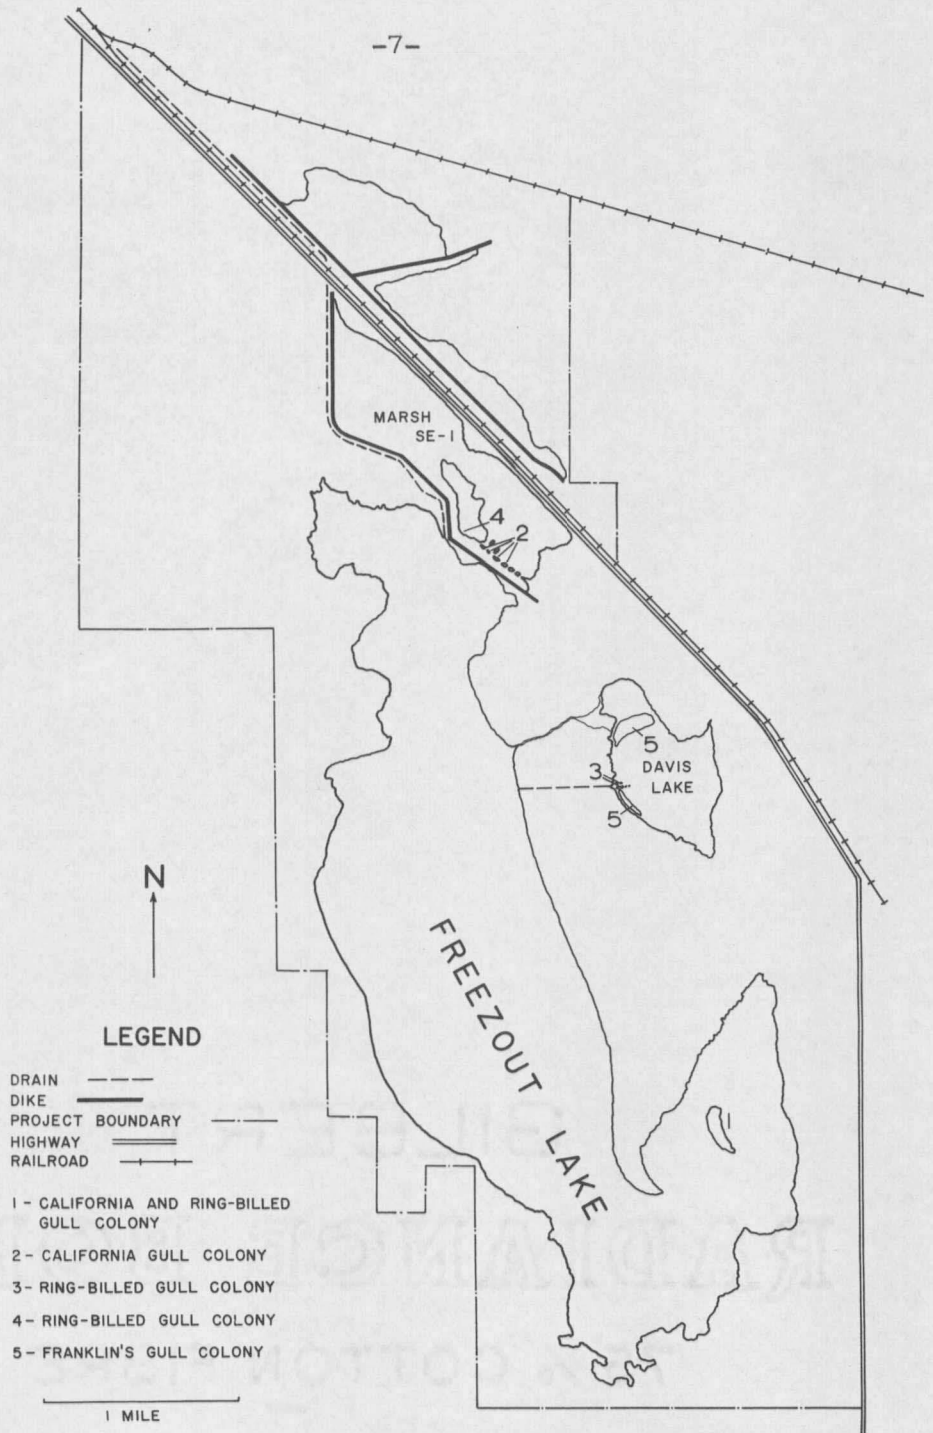 -7-
MARSH
SE-1
4
2
5
DAVIS
LAKE
3
5
N
FREEZOUT LAKE
LEGEND
DRAIN
DIKE
PROJECT BOUNDARY
HIGHWAY
RAILROAD
1 - CALIFORNIA AND RING-BILLED
GULL COLONY
2 - CALIFORNIA GULL COLONY
3 - RING-BILLED GULL COLONY
4 - RING-BILLED GULL COLONY
5 - FRANKLIN'S GULL COLONY
1 MILE